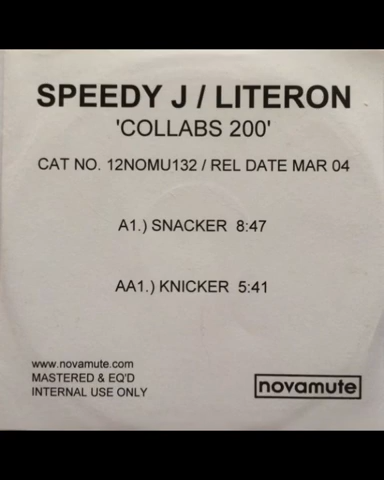 SPEEDY J / LITERON
'COLLABS 200'
CAT NO. 12NOMU132 / REL DATE MAR 04
A1.) SNACKER 8:47
AA1.) KNICKER 5:41
www.novamute.com
MASTERED & EQ'D
INTERNAL USE ONLY
novamute